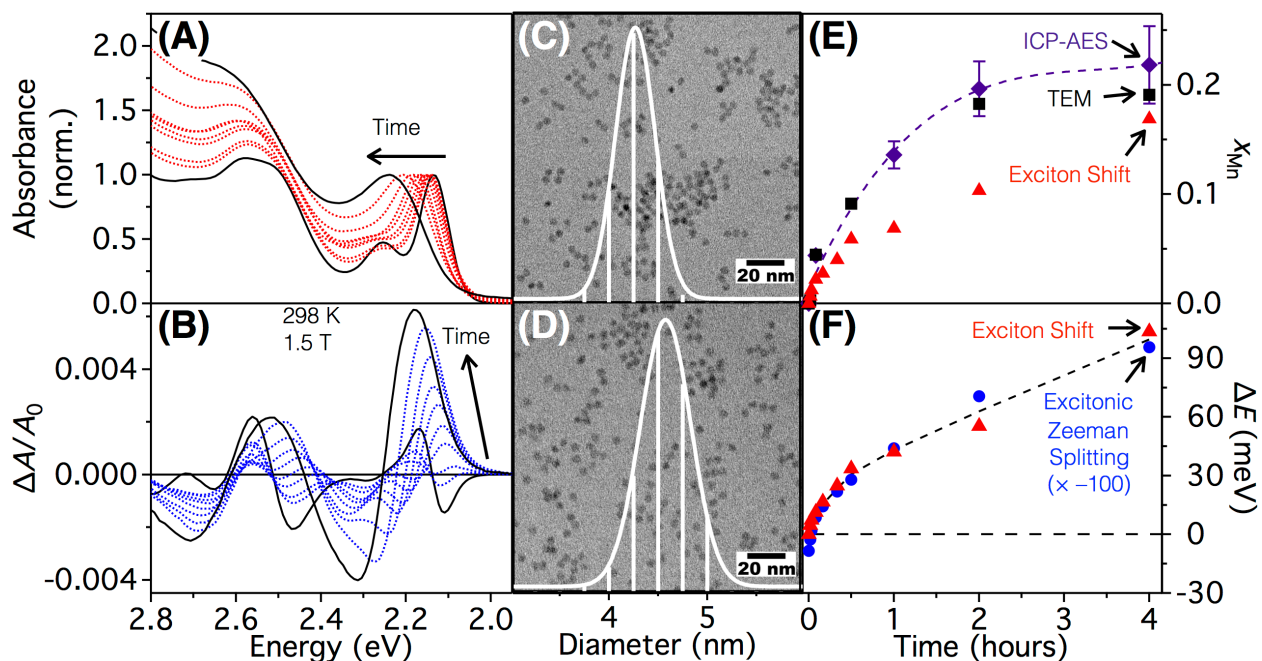 (A)
2.0
1.5
1.0
0.5
0.0
Absorbance
(norm.)
Time
(B)
298 K
1.5 T
Time
0.004
0.000
-0.004
ΔA/A0
2.8
2.6
2.4
2.2
2.0
Energy (eV)
(C)
20 nm
(D)
20 nm
4
5
Diameter (nm)
(E)
ICP-AES
TEM
Exciton Shift
0.2
0.1
0.0
xMn
(F)
Exciton Shift
Excitonic
Zeeman
Splitting
(× –100)
90
60
30
0
-30
ΔE (meV)
0
1
2
3
4
Time (hours)